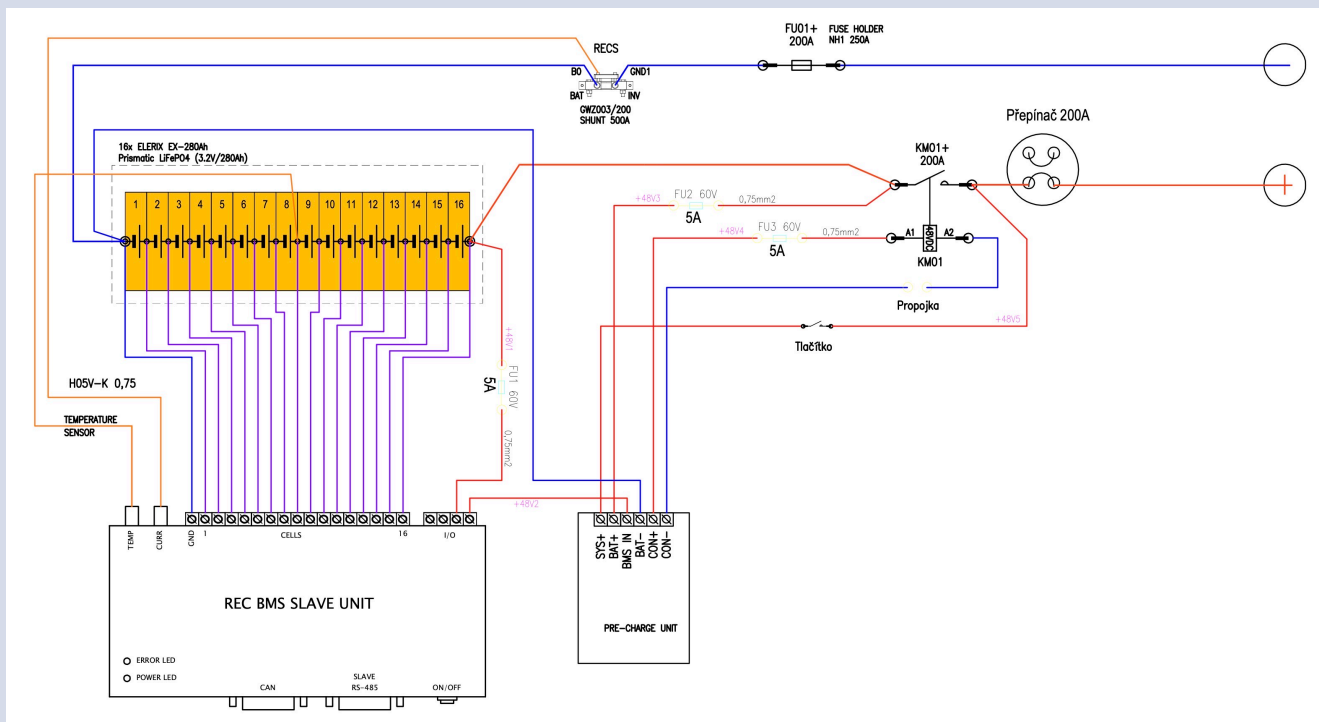 FU01+
200A
FUSE HOLDER
NH1 250A
RECS
B0
GND1
BAT
INV
GWZ003/200
SHUNT 500A
Přepínač 200A
16x ELERIX EX-280Ah
Prismatic LiFePO4 (3.2V/280Ah)
KM01+
200A
1 2 3 4 5 6 7 8 9 10 11 12 13 14 15 16
+48V3
FU2 60V
5A
0,75mm2
+48V4
FU3 60V
5A
0,75mm2
A1
48VDC
A2
KM01
Propojka
+48V5
Tlačítko
+48V1
FU1 60V
5A
0,75mm2
H05V-K 0,75
TEMPERATURE
SENSOR
+48V2
TEMP
CURR
GND
1
CELLS
16
I/O
SYS+
BAT+
BMS IN
BAT-
CON+
CON-
REC BMS SLAVE UNIT
PRE-CHARGE UNIT
ERROR LED
POWER LED
CAN
SLAVE
RS-485
ON/OFF